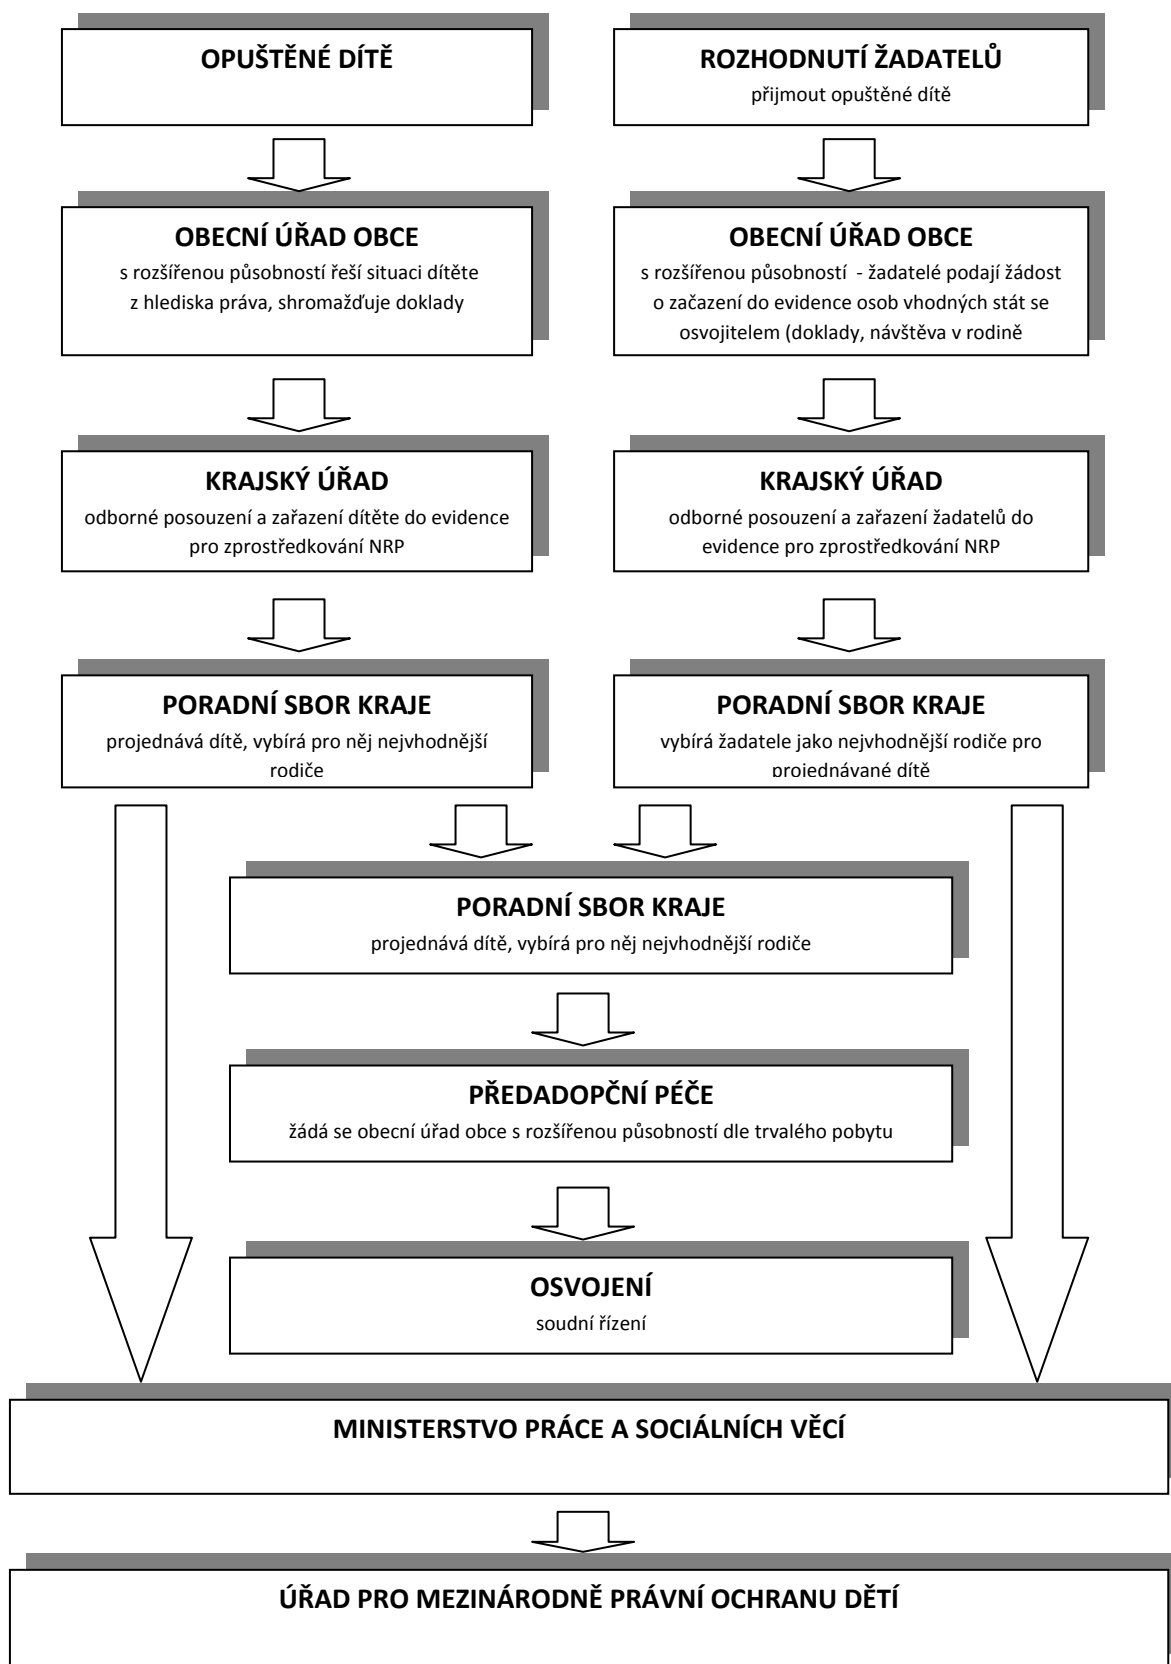 OPUŠTĚNÉ DÍTĚ
ROZHODNUTÍ ŽADATELŮ
přijmout opuštěné dítě
OBECNÍ ÚŘAD OBCE
s rozšířenou působností řeší situaci dítěte
z hlediska práva, shromažďuje doklady
OBECNÍ ÚŘAD OBCE
s rozšířenou působností  - žadatelé podají žádost
o začazení do evidence osob vhodných stát se
osvojitelem (doklady, návštěva v rodině
KRAJSKÝ ÚŘAD
odborné posouzení a zařazení dítěte do evidence
pro zprostředkování NRP
KRAJSKÝ ÚŘAD
odborné posouzení a zařazení žadatelů do
evidence pro zprostředkování NRP
PORADNÍ SBOR KRAJE
projednává dítě, vybírá pro něj nejvhodnější
rodiče
PORADNÍ SBOR KRAJE
vybírá žadatele jako nejvhodnější rodiče pro
projednávané dítě
PORADNÍ SBOR KRAJE
projednává dítě, vybírá pro něj nejvhodnější rodiče
PŘEDADOPČNÍ PÉČE
žádá se obecní úřad obce s rozšířenou působností dle trvalého pobytu
OSVOJENÍ
soudní řízení
MINISTERSTVO PRÁCE A SOCIÁLNÍCH VĚCÍ
ÚŘAD PRO MEZINÁRODNĚ PRÁVNÍ OCHRANU DĚTÍ